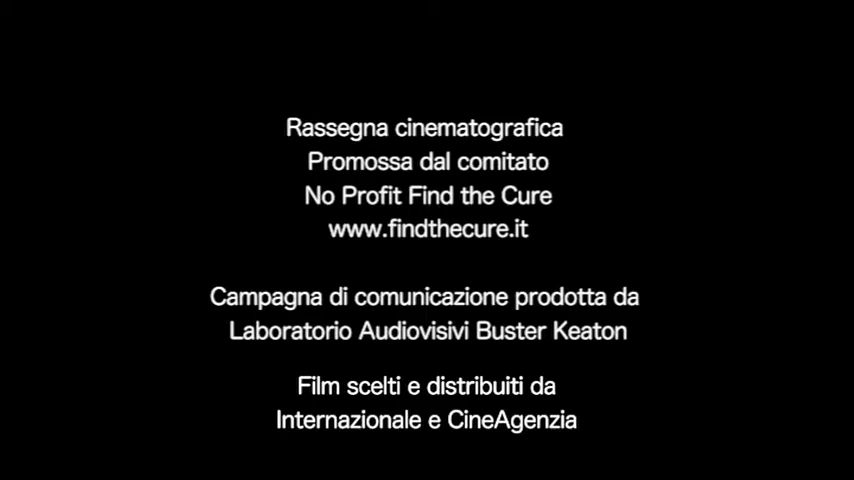 Rassegna cinematografica
Promossa dal comitato
No Profit Find the Cure
www.findthecure.it
Campagna di comunicazione prodotta da
Laboratorio Audiovisivi Buster Keaton
Film scelti e distribuiti da
Internazionale e CineAgenzia